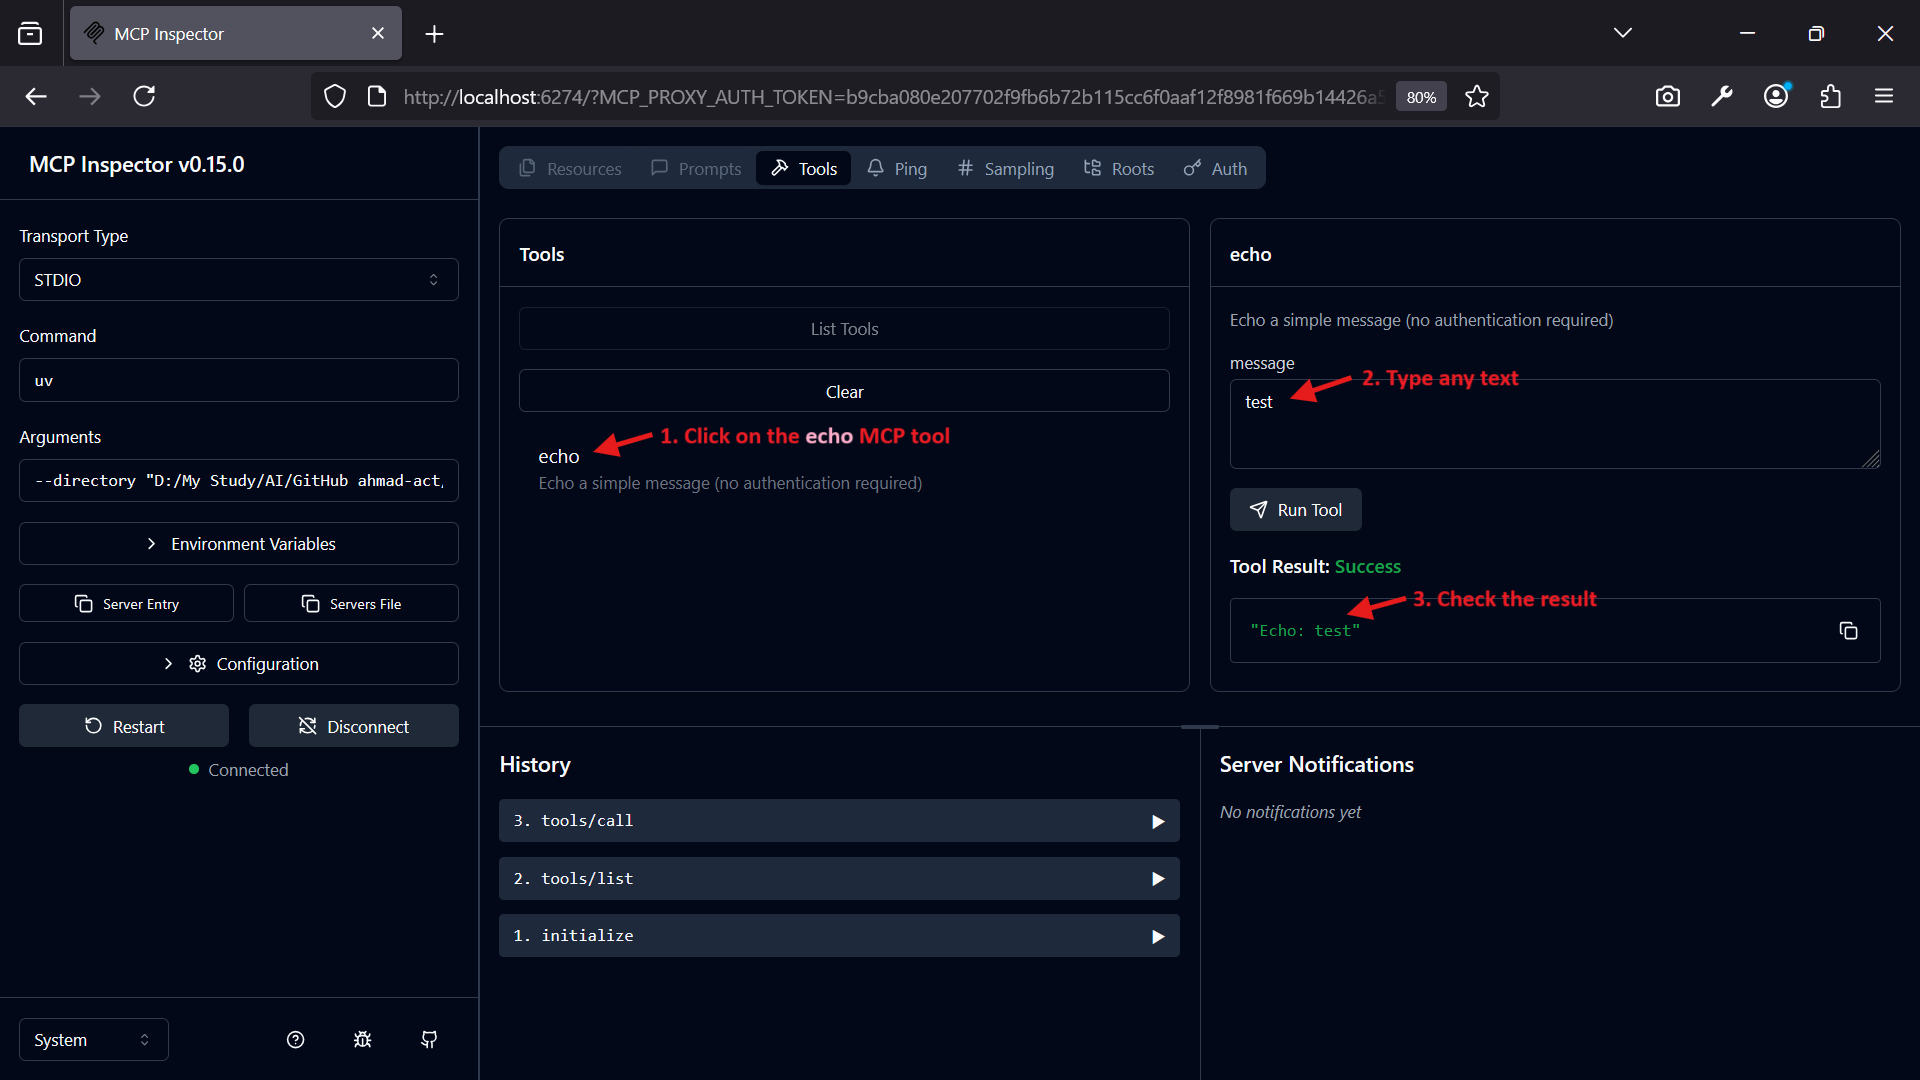 MCP Inspector
http://localhost:6274/?MCP_PROXY_AUTH_TOKEN=b9cba080e207702f9fb6b72b115cc6f0aaf12f8981f669b14426a5
80%
MCP Inspector v0.15.0
Transport Type
STDIO
Command
uv
Arguments
--directory "D:/My Study/AI/GitHub ahmad-act,
Environment Variables
Server Entry
Servers File
Configuration
Restart
Disconnect
Connected
System
Resources
Prompts
Tools
Ping
Sampling
Roots
Auth
Tools
List Tools
Clear
1. Click on the echo MCP tool
echo
Echo a simple message (no authentication required)
echo
Echo a simple message (no authentication required)
message
2. Type any text
test
Run Tool
Tool Result: Success
3. Check the result
"Echo: test"
History
3. tools/call
2. tools/list
1. initialize
Server Notifications
No notifications yet